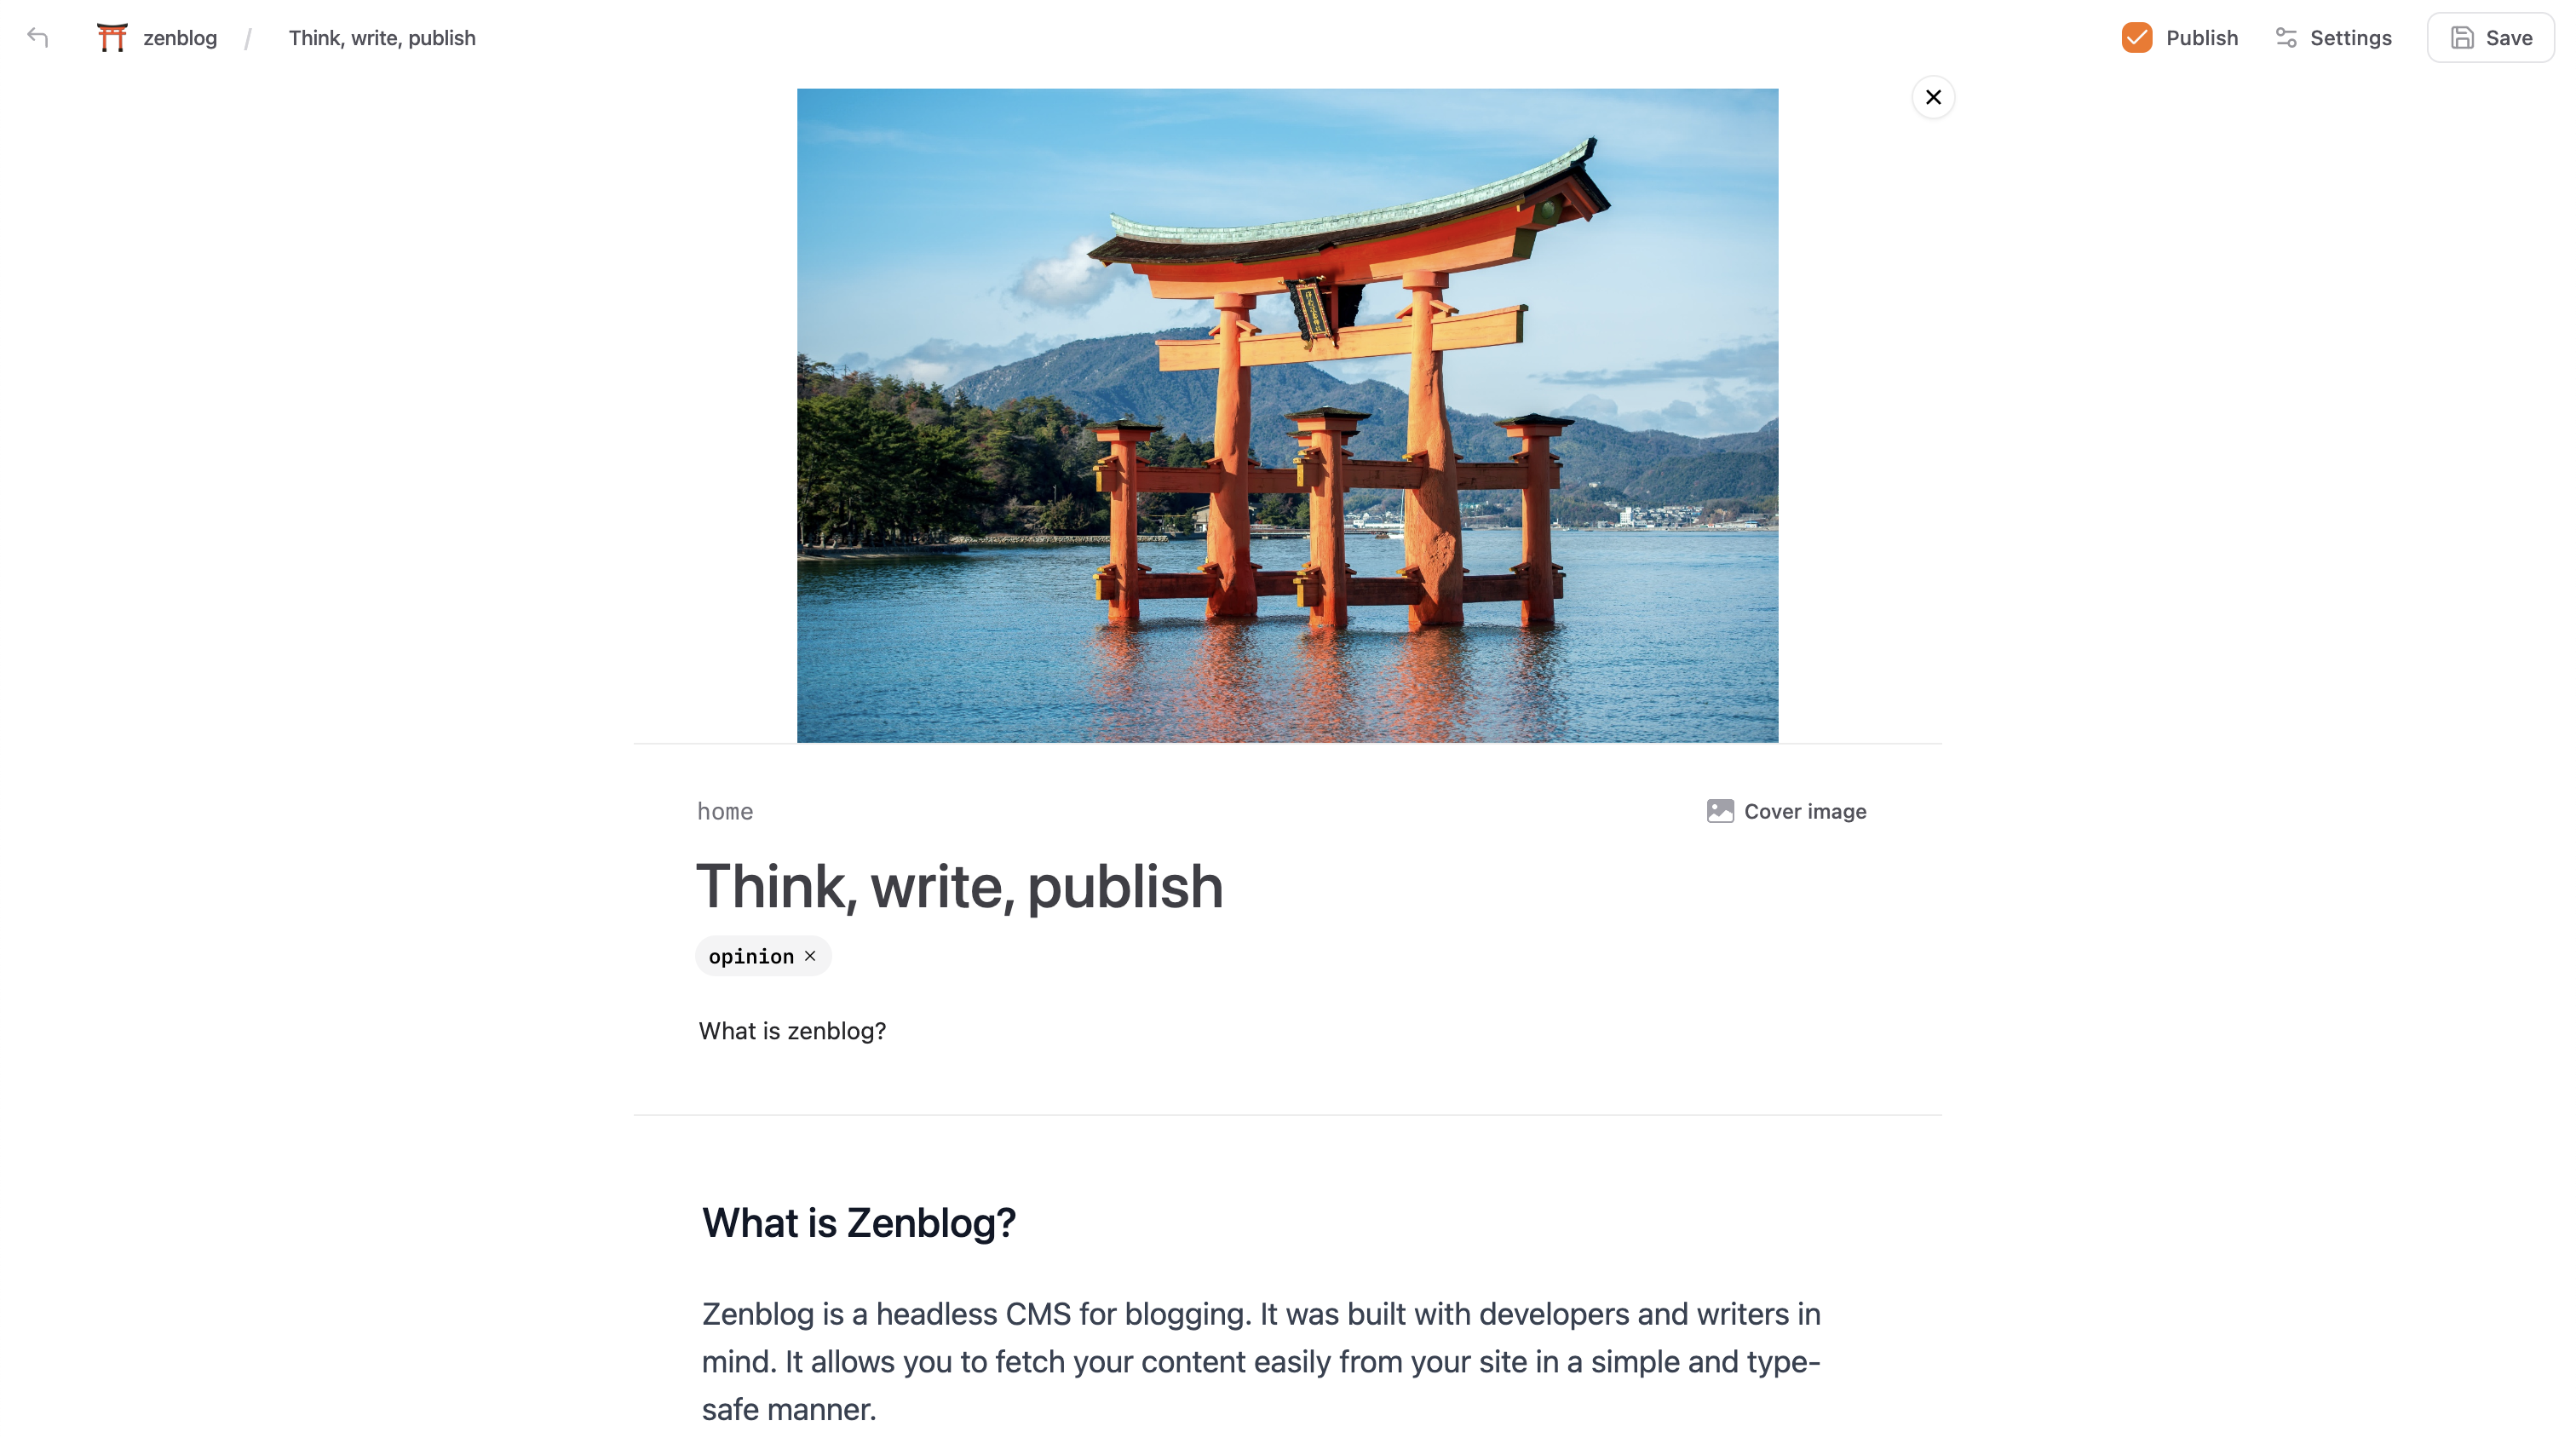 zenblog / Think, write, publish
Publish
Settings
Save
home
Cover image
Think, write, publish
opinion ×
What is zenblog?
What is Zenblog?
Zenblog is a headless CMS for blogging. It was built with developers and writers in
mind. It allows you to fetch your content easily from your site in a simple and type-
safe manner.